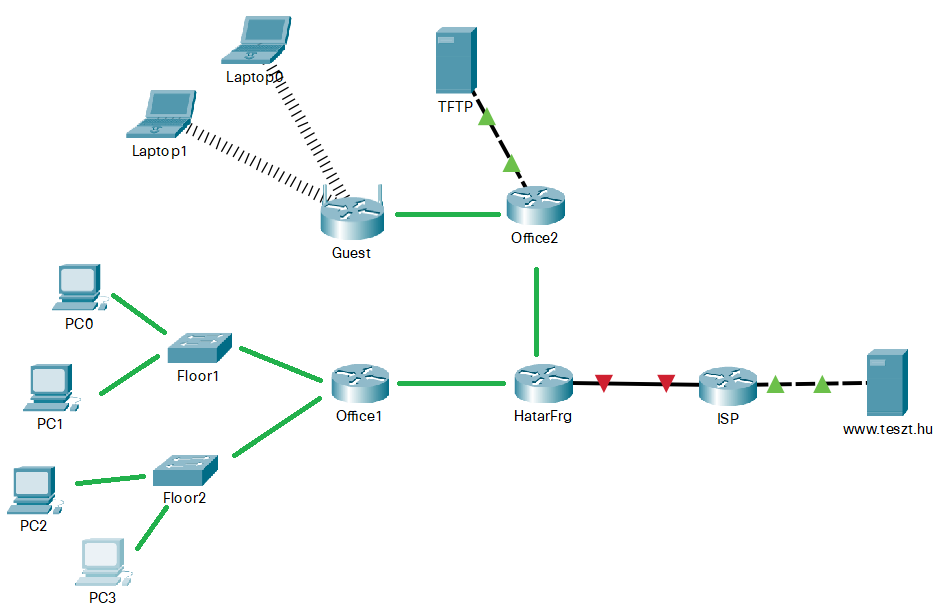 Laptop0
TFTP
Laptop1
Office2
Guest
PC0
Floor1
PC1
Office1
HatarFrg
ISP
www.teszt.hu
Floor2
PC2
PC3